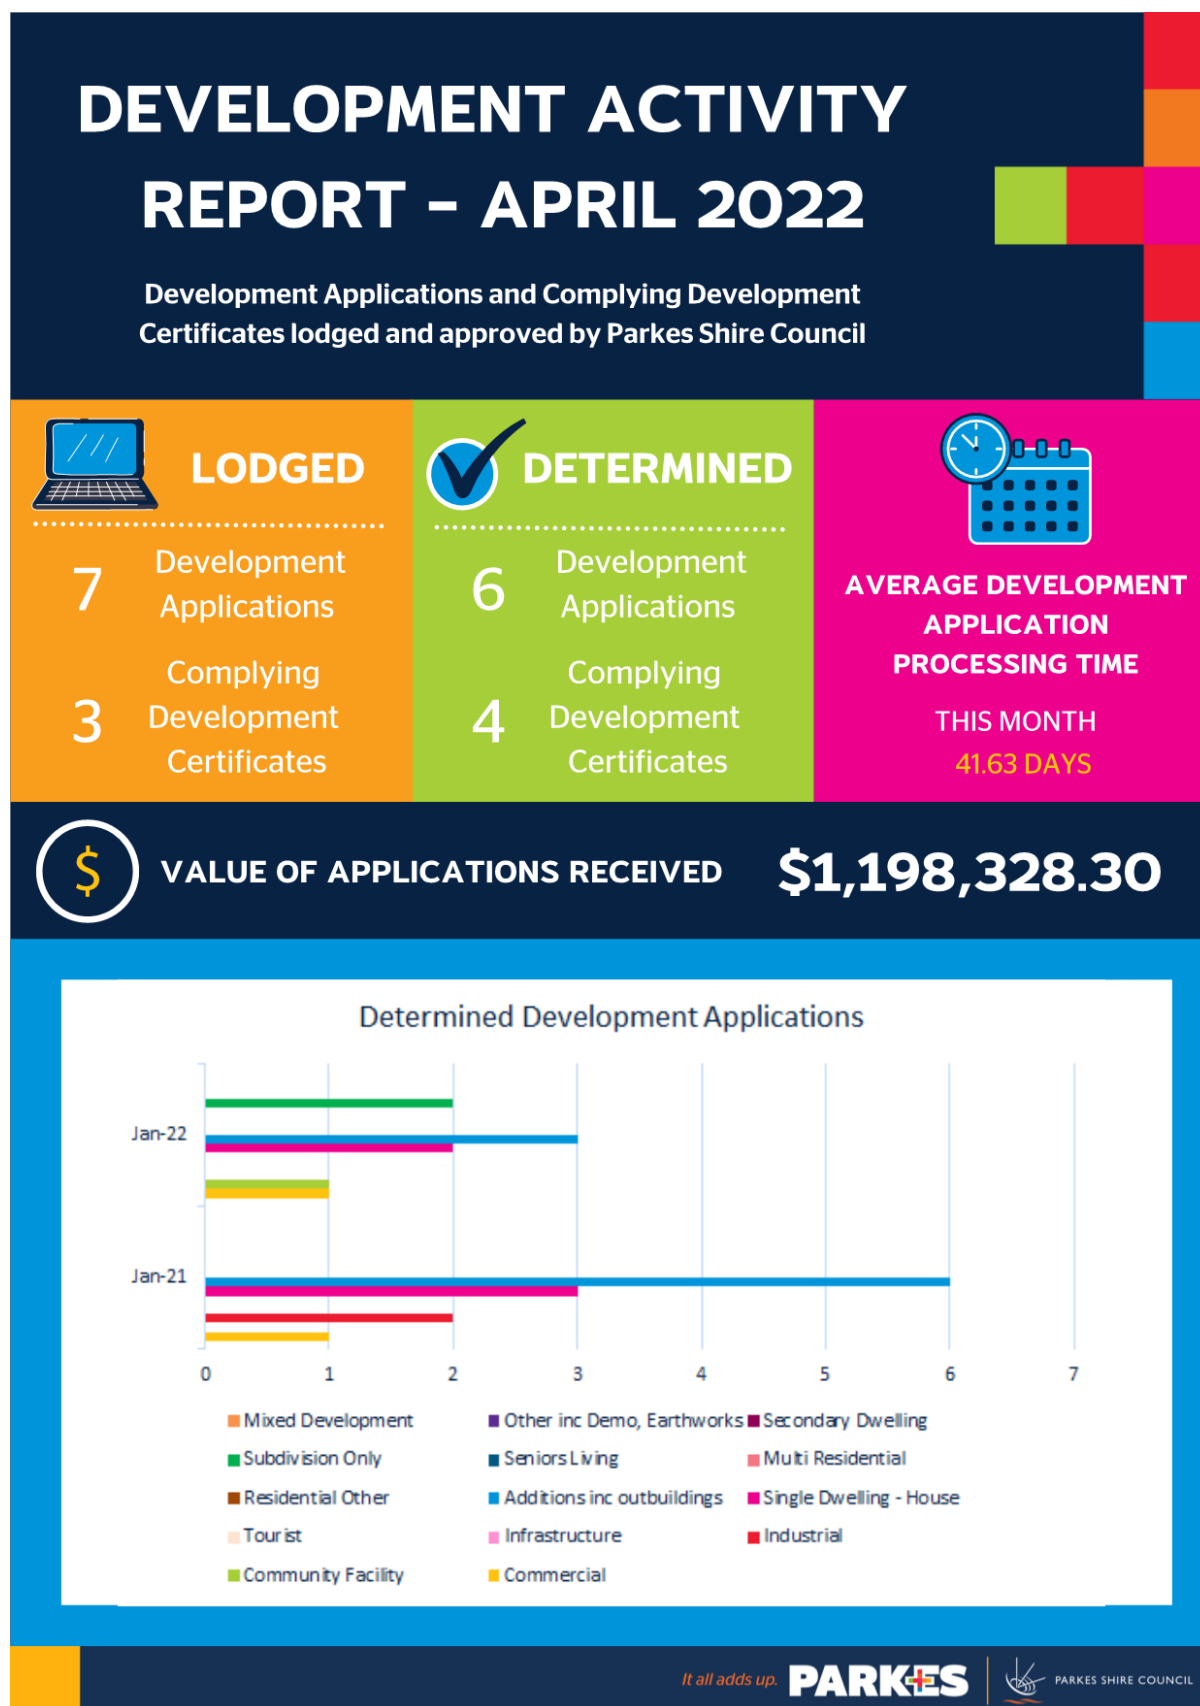 DEVELOPMENT ACTIVITY
REPORT - APRIL 2022
Development Applications and Complying Development
Certificates lodged and approved by Parkes Shire Council
LODGED
7
Development
Applications
3
Complying
Development
Certificates
DETERMINED
6
Development
Applications
4
Complying
Development
Certificates
AVERAGE DEVELOPMENT
APPLICATION
PROCESSING TIME
THIS MONTH
41.63 DAYS
$
VALUE OF APPLICATIONS RECEIVED
$1,198,328.30
Determined Development Applications
Jan-22
Jan-21
0 1 2 3 4 5 6 7
Mixed Development Other inc Demo, Earthworks Secondary Dwelling
Subdivision Only Seniors Living Multi Residential
Residential Other Additions inc outbuildings Single Dwelling - House
Tourist Infrastructure Industrial
Community Facility Commercial
It all adds up. PARKES PARKES SHIRE COUNCIL